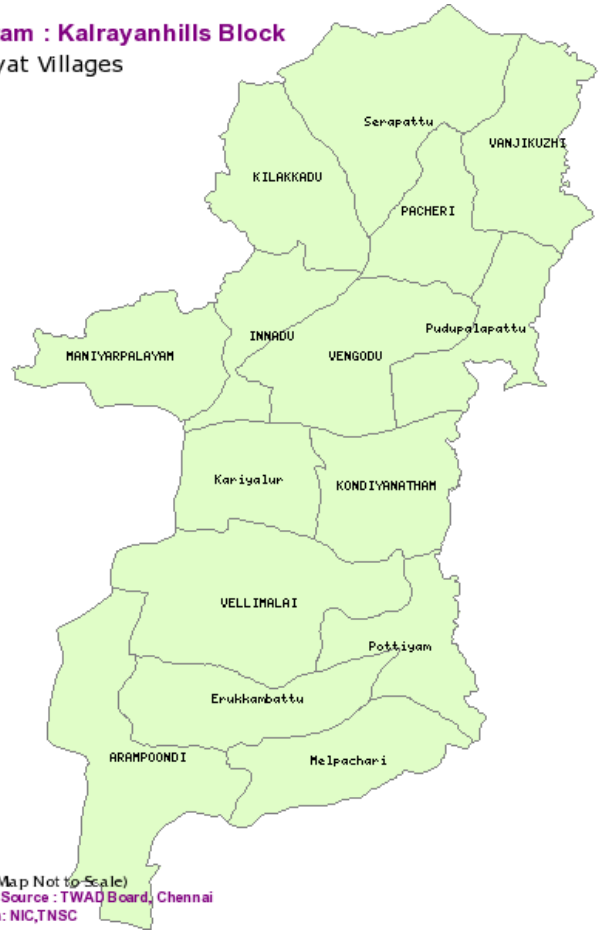 am : Kalrayanhills Block
yat Villages
Serapattu
VANJIKUZHI
KILAKKADU
PACHERI
Pudupalapattu
INNADU
MANIYARPALAYAM
VENGODU
Kariyalur
KONDIYANATHAM
VELLIMALAI
Pottiyam
Erukkambattu
ARAMPOONDI
Melpachari
Map Not to Scale)
Source : TWAD Board, Chennai
: NIC,TNSC